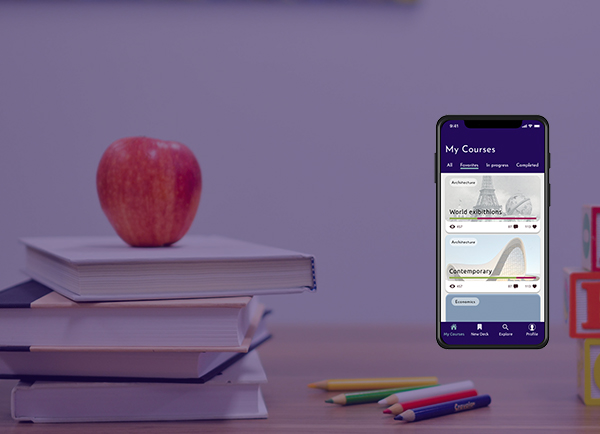 9:41
My Courses
All Favorites In progress Completed
Architecture
World exibithions
Architecture
Contemporary
Economics
My Courses New Deck Explore Profile